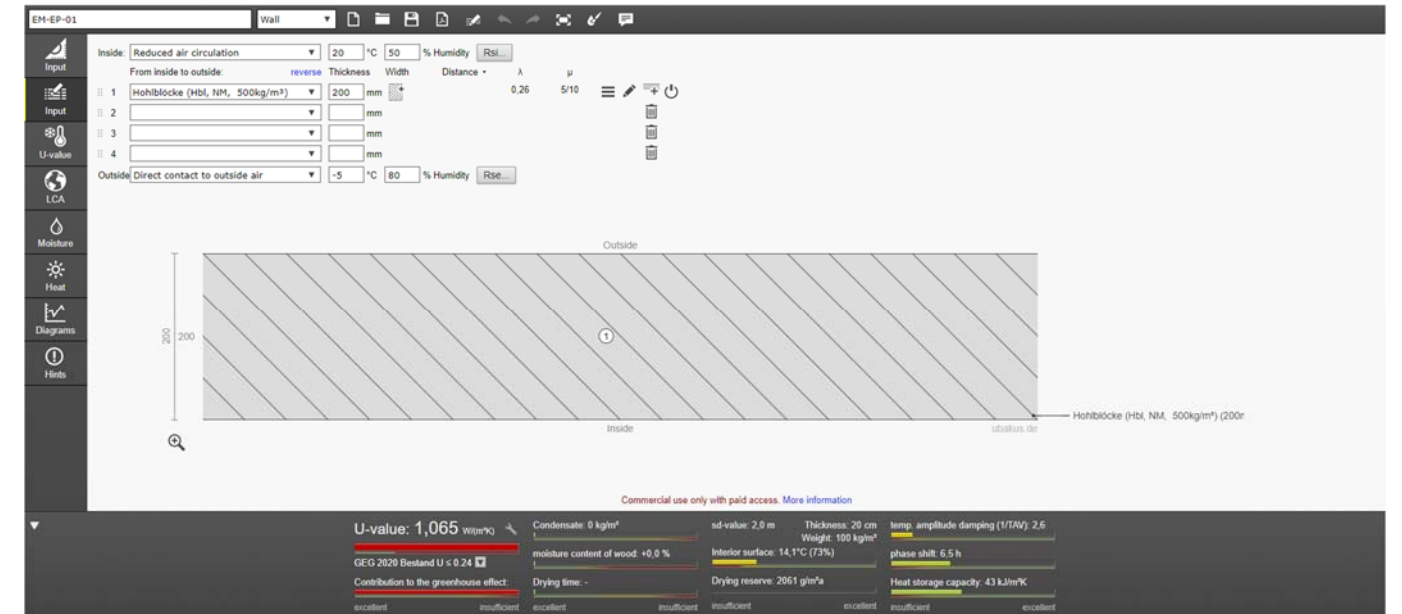 EM-EP-01 Wall
Input
Input
U-value
LCA
Moisture
Heat
Diagrams
Hints
Inside: Reduced air circulation 20 °C 50 % Humidity Rsi...
From inside to outside: reverse Thickness Width Distance λ μ
1 Hohlblöcke (Hbl, NM, 500kg/m³) 200 mm 0,26 5/10
2 mm
3 mm
4 mm
Outside Direct contact to outside air -5 °C 80 % Humidity Rse...
Outside
200 200
1
Hohlblöcke (Hbl, NM, 500kg/m³) (200r
Inside
ubakus.de
Commercial use only with paid access. More information
U-value: 1,065 W/(m²K)
GEG 2020 Bestand U ≤ 0.24
Contribution to the greenhouse effect:
excellent insufficient
Condensate: 0 kg/m²
moisture content of wood: +0,0 %
Drying time: -
excellent insufficient
sd-value: 2,0 m Thickness: 20 cm
Weight: 100 kg/m²
Interior surface: 14,1°C (73%)
Drying reserve: 2061 g/m²a
insufficient excellent
temp. amplitude damping (1/TAV): 2,6
phase shift: 6,5 h
Heat storage capacity: 43 kJ/m²K
insufficient excellent